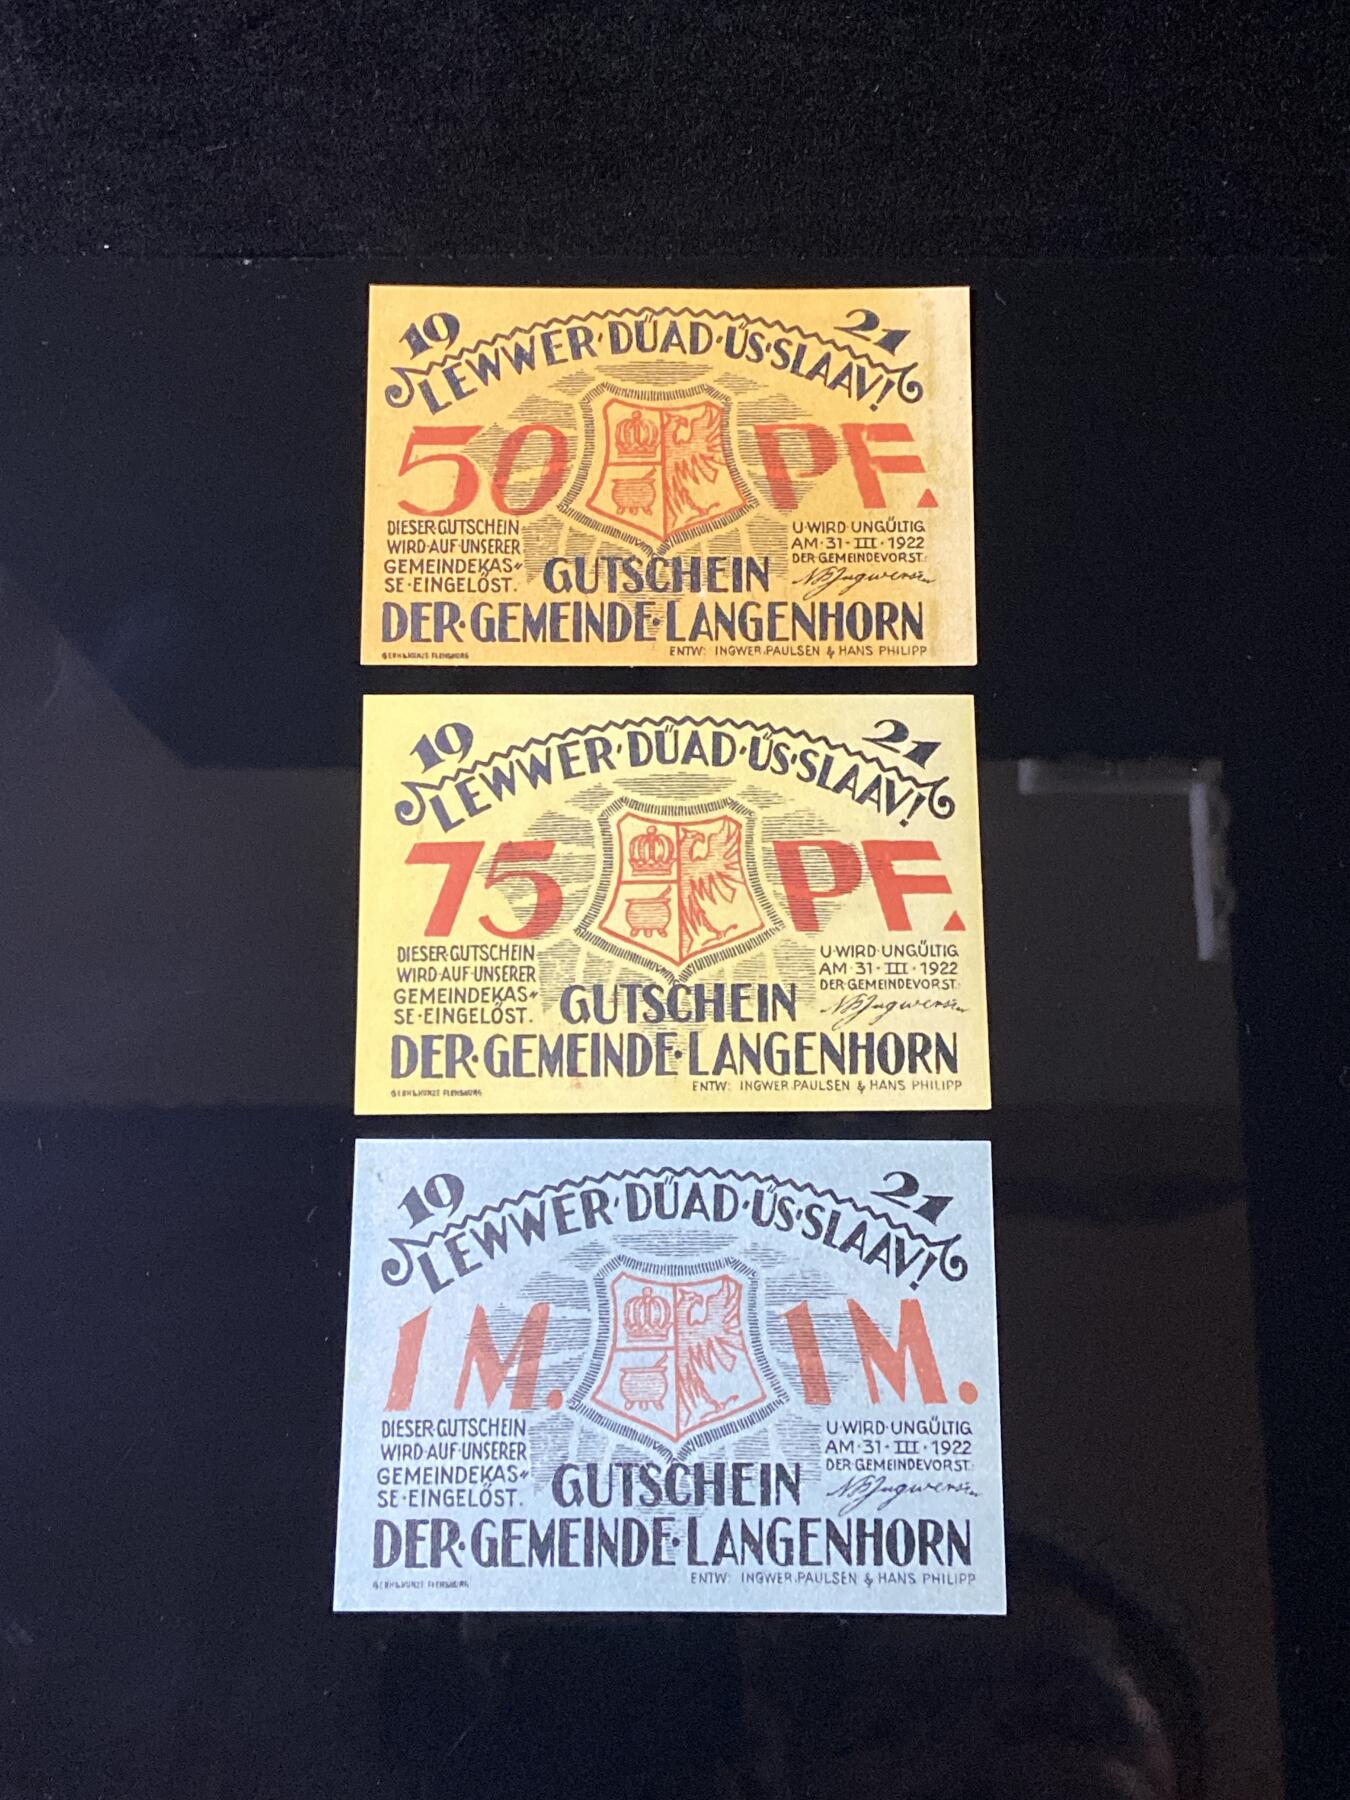 19 21
LEWWER·DÜAD·ÜS·SLAAV!
50 PF.
DIESER·GUTSCHEIN
WIRD·AUF·UNSERER
GEMEINDEKAS"
SE·EINGELÖST.
U·WIRD·UNGÜLTIG
AM·31·III·1922
DER·GEMEINDEVORST:
GUTSCHEIN
DER·GEMEINDE·LANGENHORN
ENTW: INGWER PAULSEN & HANS PHILIPP
19 21
LEWWER·DÜAD·ÜS·SLAAV!
75 PF.
DIESER·GUTSCHEIN
WIRD·AUF·UNSERER
GEMEINDEKAS"
SE·EINGELÖST.
U·WIRD·UNGÜLTIG
AM·31·III·1922
DER·GEMEINDEVORST:
GUTSCHEIN
DER·GEMEINDE·LANGENHORN
ENTW: INGWER PAULSEN & HANS PHILIPP
19 21
LEWWER·DÜAD·ÜS·SLAAV!
1 M. 1 M.
DIESER·GUTSCHEIN
WIRD·AUF·UNSERER
GEMEINDEKAS"
SE·EINGELÖST.
U·WIRD·UNGÜLTIG
AM·31·III·1922
DER·GEMEINDEVORST:
GUTSCHEIN
DER·GEMEINDE·LANGENHORN
ENTW: INGWER PAULSEN & HANS PHILIPP